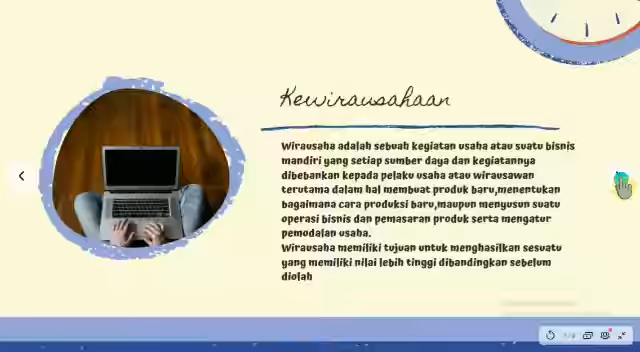 Kewirausahaan
Wirausaha adalah sebuah kegiatan usaha atau suatu bisnis
mandiri yang setiap sumber daya dan kegiatannya
dibebankan kepada pelaku usaha atau wirausawan
terutama dalam hal membuat produk baru,menentukan
bagaimana cara produksi baru,maupun menyusun suatu
operasi bisnis dan pemasaran produk serta mengatur
pemodalan usaha.
Wirausaha memiliki tujuan untuk menghasilkan sesuatu
yang memiliki nilai lebih tinggi dibandingkan sebelum
diolah